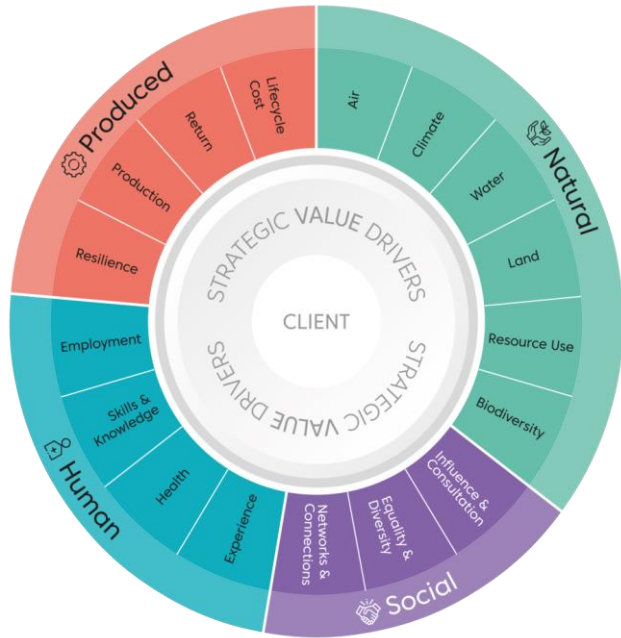 Produced
Lifecycle
Cost
Return
Production
Resilience
Natural
Air
Climate
Water
Land
Resource Use
Biodiversity
Social
Influence &
Consultation
Equality &
Diversity
Networks &
Connections
Human
Experience
Health
Skills &
Knowledge
Employment
STRATEGIC VALUE DRIVERS
CLIENT
STRATEGIC VALUE DRIVERS